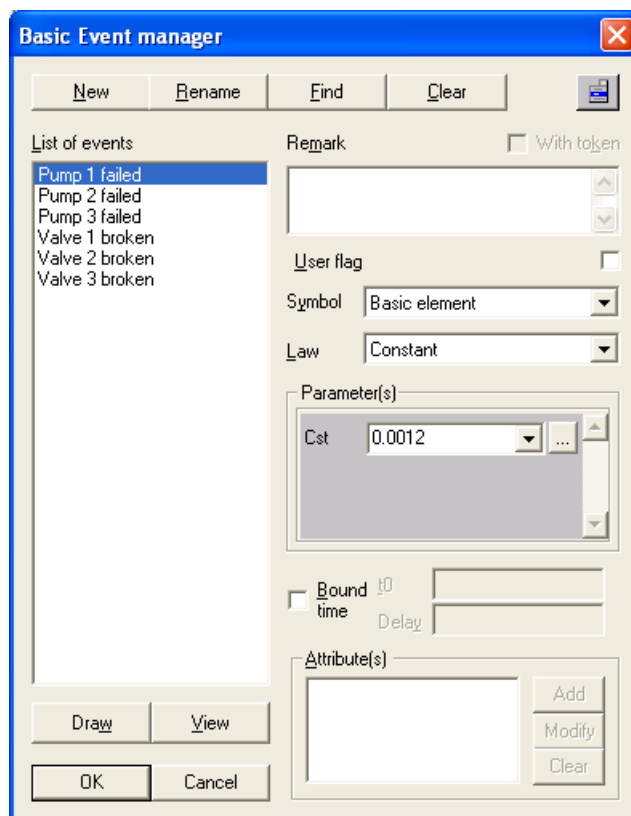 Basic Event manager
New Rename Find Clear
List of events
Pump 1 failed
Pump 2 failed
Pump 3 failed
Valve 1 broken
Valve 2 broken
Valve 3 broken
Remark With token
User flag
Symbol Basic element
Law Constant
Parameter(s)
Cst 0.0012 ...
Bound time t0
Delay
Attribute(s)
Add
Modify
Clear
Draw View
OK Cancel